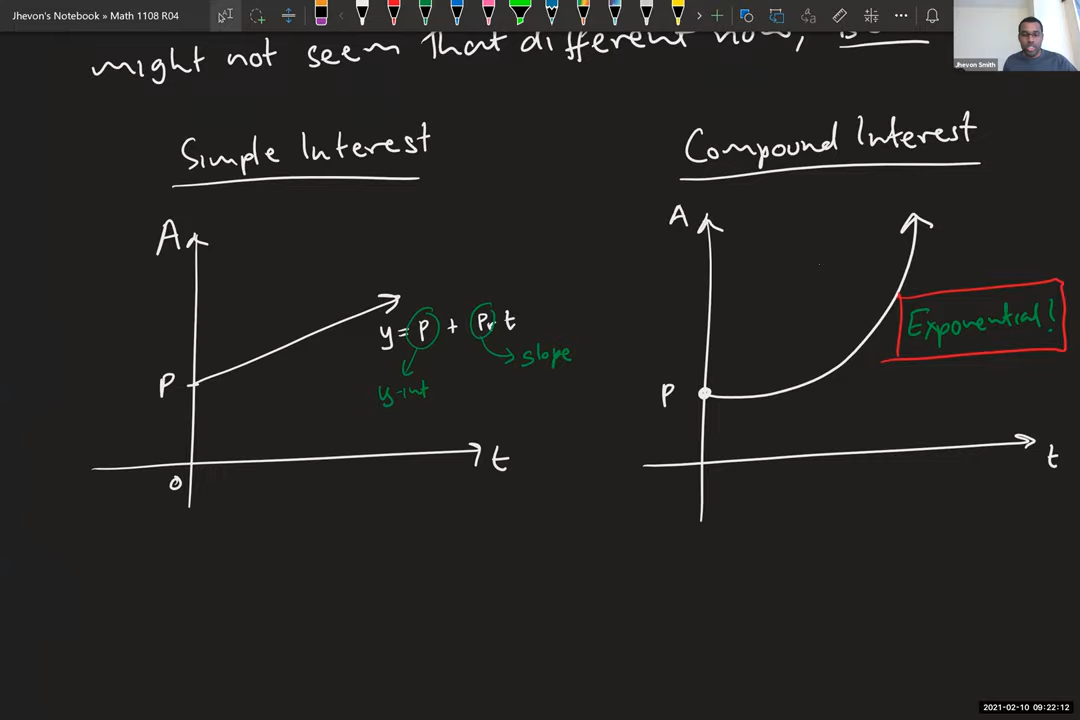 Jhevon's Notebook » Math 1108 R04
might not seem that different now,
Jhevon Smith
Simple Interest
A
P
0
t
y = P + Pr t
y-int
slope
Compound Interest
A
P
t
Exponential!
2021-02-10 09:22:12